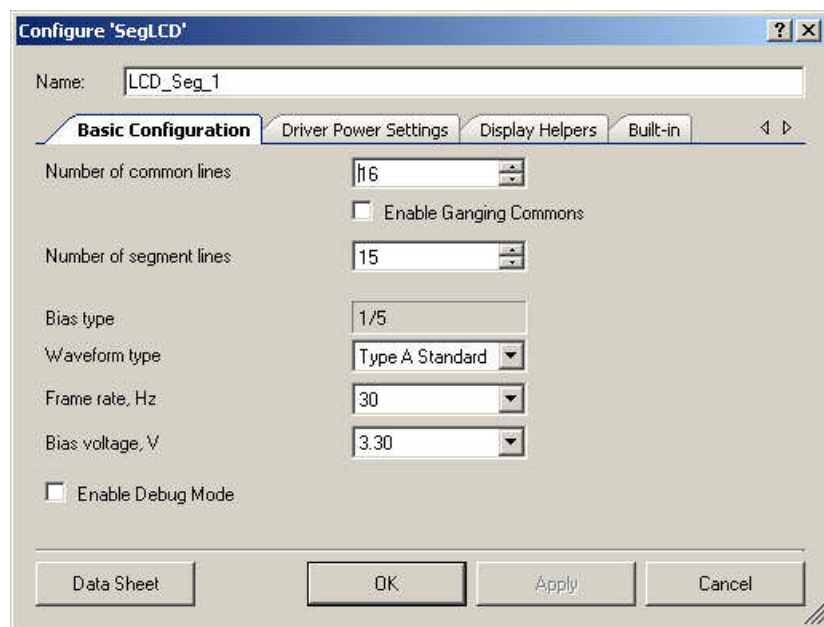 Configure 'SegLCD'
Name: LCD_Seg_1
Basic Configuration Driver Power Settings Display Helpers Built-in
Number of common lines 16
Enable Ganging Commons
Number of segment lines 15
Bias type 1/5
Waveform type Type A Standard
Frame rate, Hz 30
Bias voltage, V 3.30
Enable Debug Mode
Data Sheet OK Apply Cancel